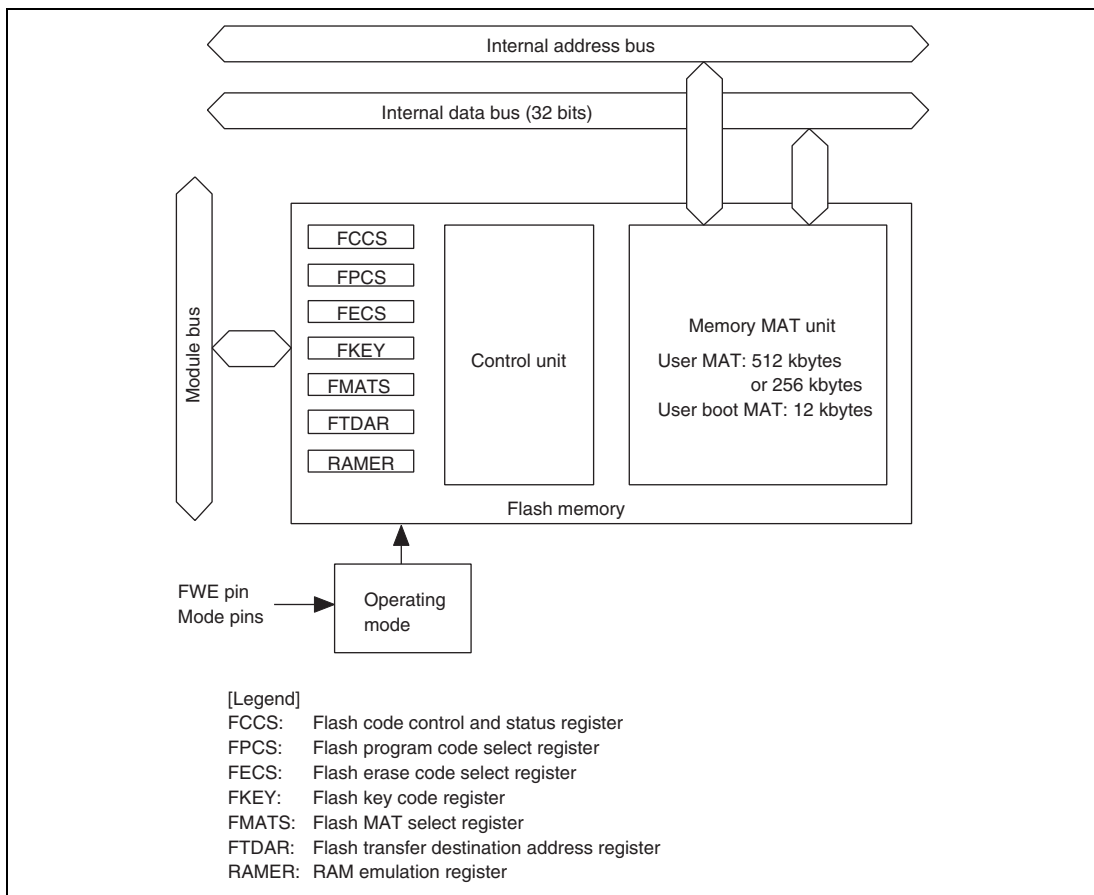 Internal address bus
Internal data bus (32 bits)
Module bus
FCCS
FPCS
FECS
FKEY
FMATS
FTDAR
RAMER
Control unit
Memory MAT unit
User MAT: 512 kbytes
or 256 kbytes
User boot MAT: 12 kbytes
Flash memory
FWE pin
Mode pins
Operating
mode
[Legend]
FCCS: Flash code control and status register
FPCS: Flash program code select register
FECS: Flash erase code select register
FKEY: Flash key code register
FMATS: Flash MAT select register
FTDAR: Flash transfer destination address register
RAMER: RAM emulation register